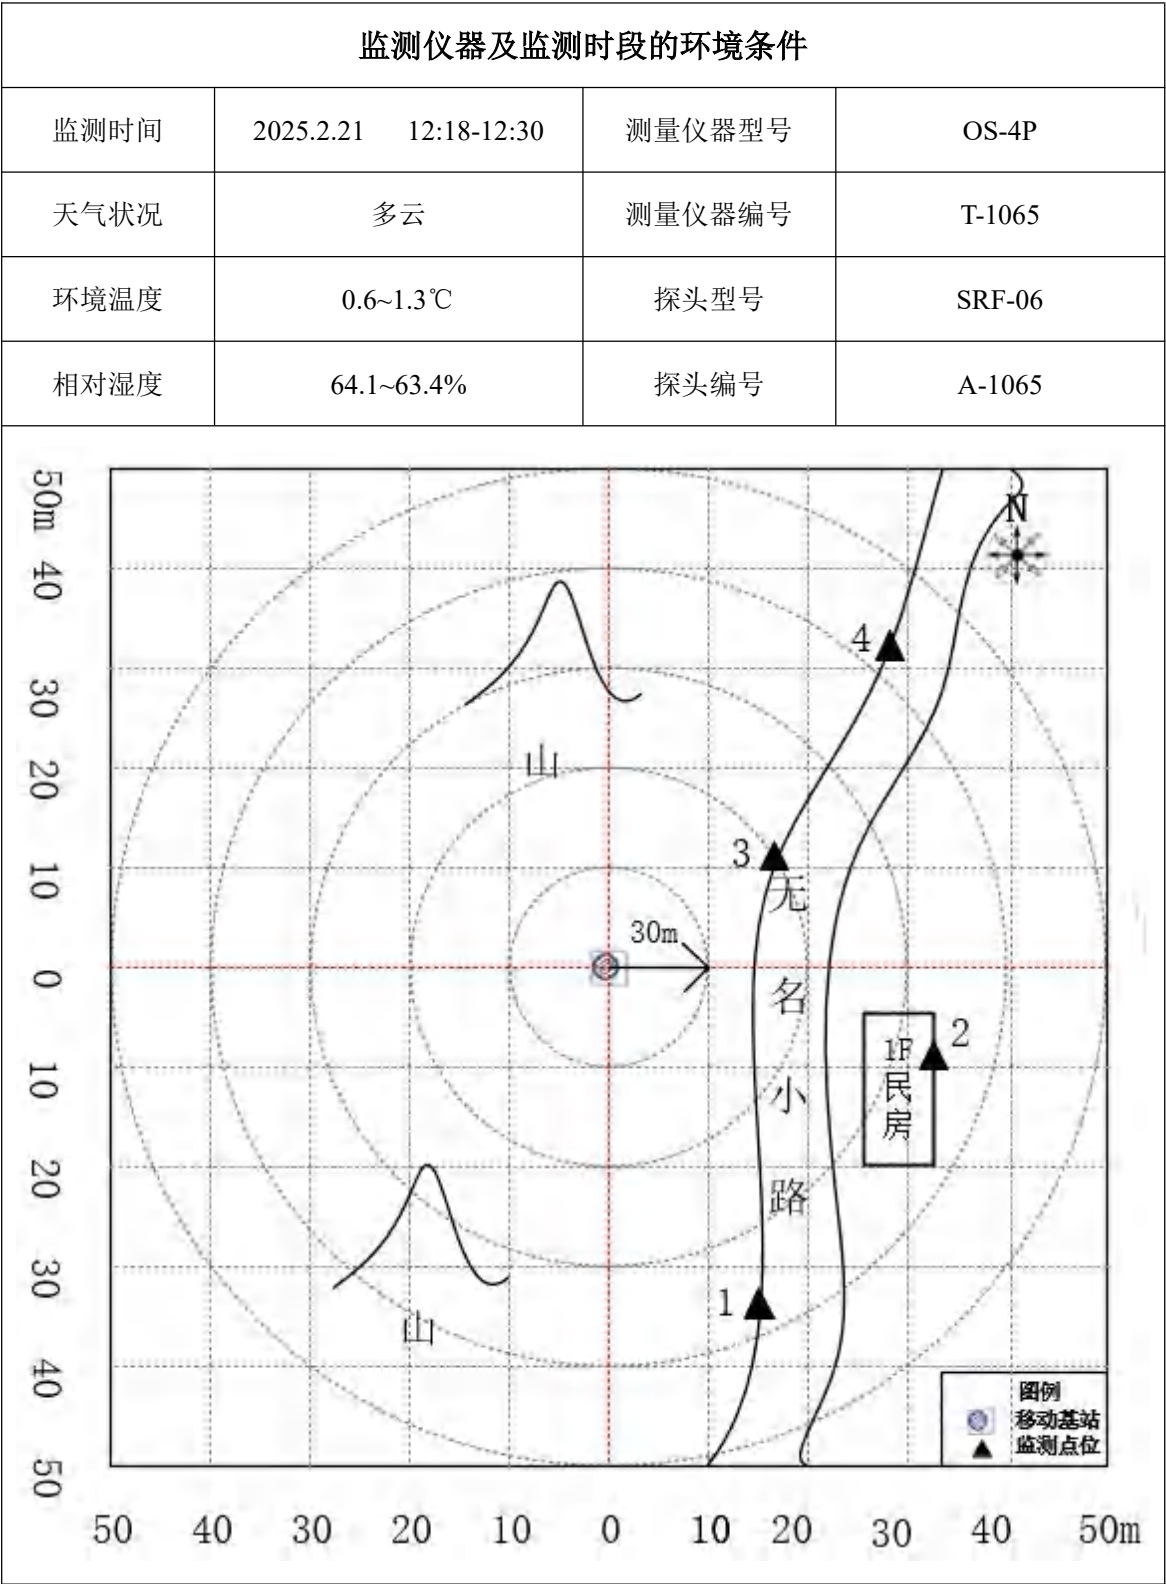 监测仪器及监测时段的环境条件
监测时间 2025.2.21 12:18-12:30 测量仪器型号 OS-4P
天气状况 多云 测量仪器编号 T-1065
环境温度 0.6~1.3℃ 探头型号 SRF-06
相对湿度 64.1~63.4% 探头编号 A-1065
50m
40
30
20
10
0
10
20
30
40
50
N
4
山
3
无名小路
30m
2
1F民房
1
山
图例
移动基站
监测点位
50 40 30 20 10 0 10 20 30 40 50m